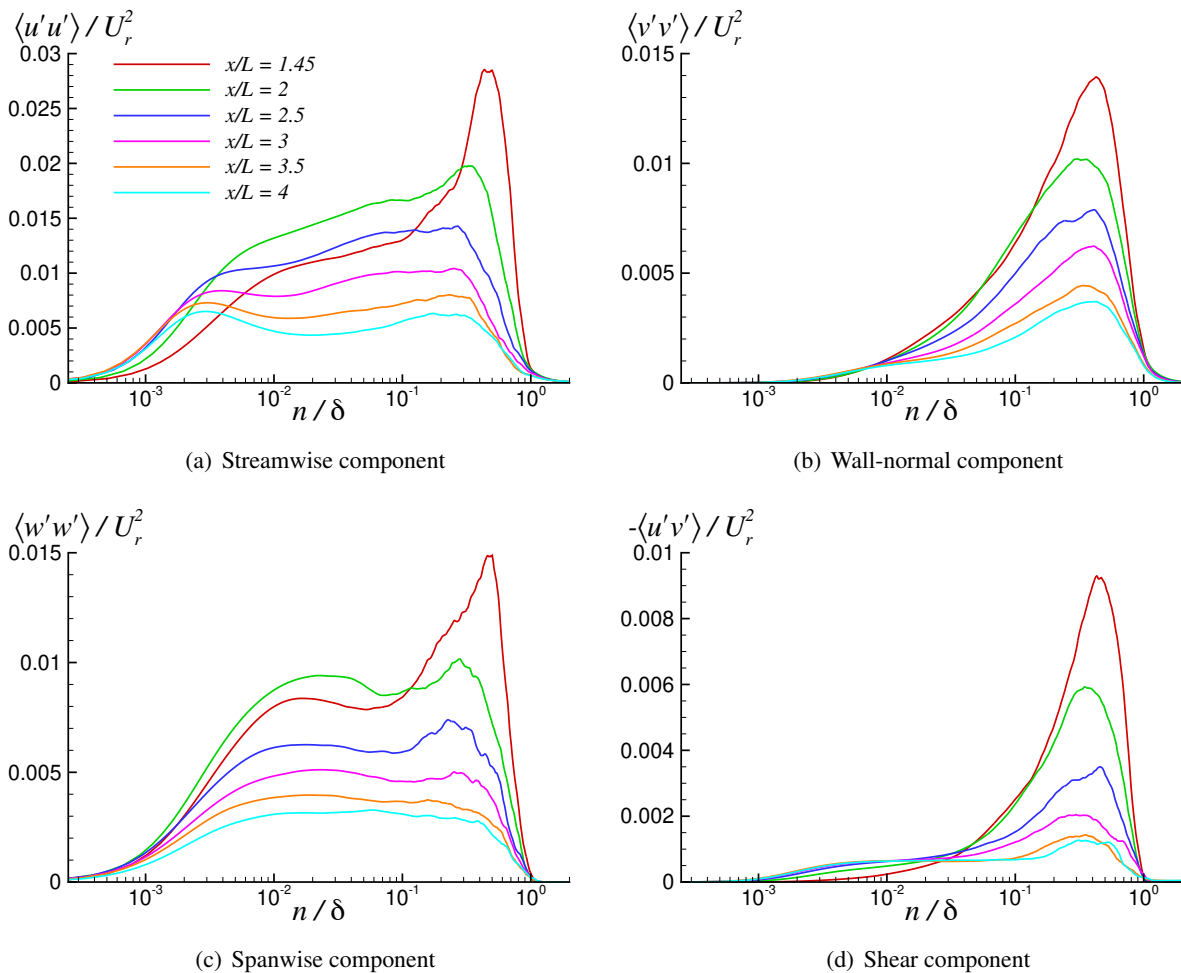 ⟨u'u'⟩ / U_r^2
0.03
0.025
0.02
0.015
0.01
0.005
0
x/L = 1.45
x/L = 2
x/L = 2.5
x/L = 3
x/L = 3.5
x/L = 4
10^-3 10^-2 10^-1 10^0
n / δ
(a) Streamwise component
⟨v'v'⟩ / U_r^2
0.015
0.01
0.005
0
10^-3 10^-2 10^-1 10^0
n / δ
(b) Wall-normal component
⟨w'w'⟩ / U_r^2
0.015
0.01
0.005
0
10^-3 10^-2 10^-1 10^0
n / δ
(c) Spanwise component
-⟨u'v'⟩ / U_r^2
0.01
0.008
0.006
0.004
0.002
0
10^-3 10^-2 10^-1 10^0
n / δ
(d) Shear component